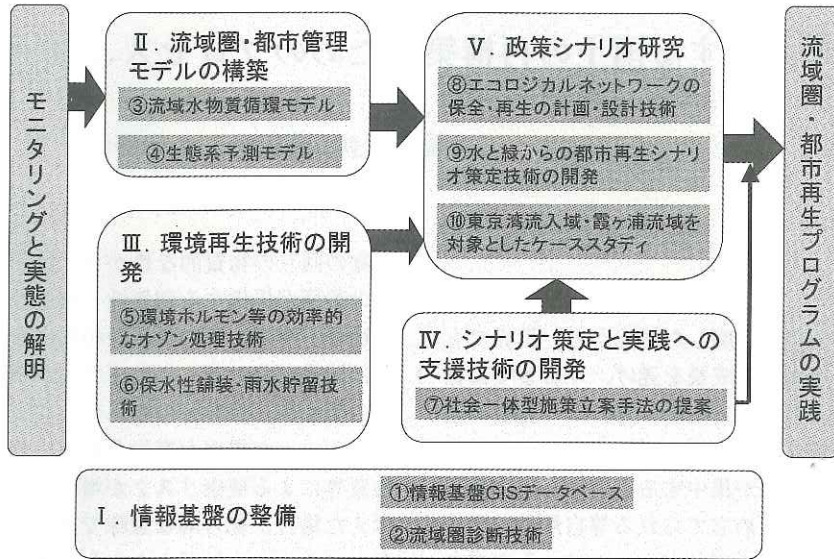 モニタリングと実態の解明
Ⅱ. 流域圏・都市管理
モデルの構築
③流域水物質循環モデル
④生態系予測モデル
Ⅲ. 環境再生技術の開
発
⑤環境ホルモン等の効率的
なオゾン処理技術
⑥保水性舗装・雨水貯留技
術
Ⅴ. 政策シナリオ研究
⑧エコロジカルネットワークの
保全・再生の計画・設計技術
⑨水と緑からの都市再生シナリ
オ策定技術の開発
⑩東京湾流入域・霞ヶ浦流域を
対象としたケーススタディ
Ⅳ. シナリオ策定と実践への
支援技術の開発
⑦社会一体型施策立案手法の提案
流域圏・都市再生プログラムの実践
Ⅰ. 情報基盤の整備
①情報基盤GISデータベース
②流域圏診断技術